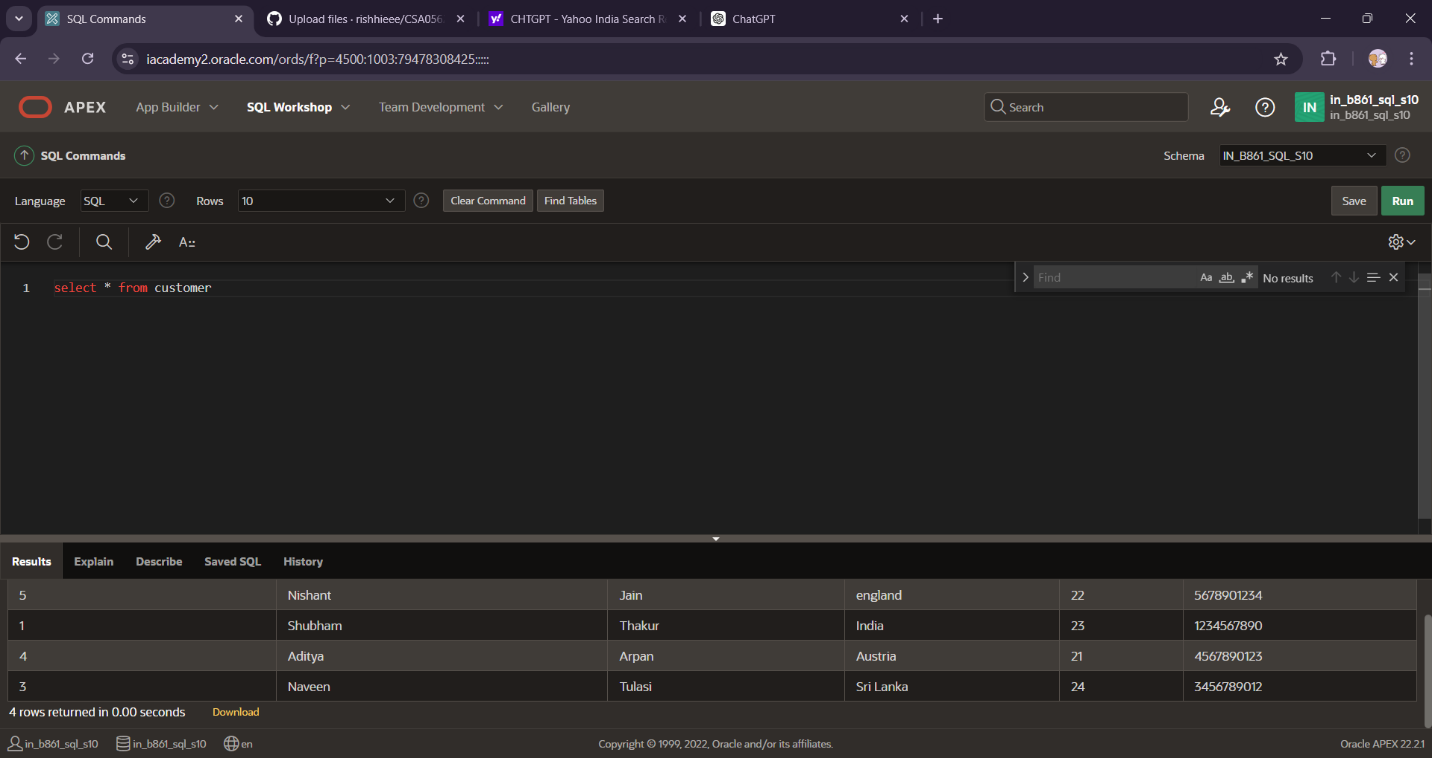 SQL Commands
Upload files · rishhieee/CSA056
CHTGPT - Yahoo India Search R
ChatGPT
iacademy2.oracle.com/ords/f?p=4500:1003:79478308425:::::
APEX
App Builder
SQL Workshop
Team Development
Gallery
Search
IN
in_b861_sql_s10
in_b861_sql_s10
SQL Commands
Schema
IN_B861_SQL_S10
Language
SQL
Rows
10
Clear Command
Find Tables
Save
Run
A::
1 select * from customer
Find
Aa
ab
No results
Results
Explain
Describe
Saved SQL
History
5 Nishant Jain england 22 5678901234
1 Shubham Thakur India 23 1234567890
4 Aditya Arpan Austria 21 4567890123
3 Naveen Tulasi Sri Lanka 24 3456789012
4 rows returned in 0.00 seconds
Download
in_b861_sql_s10
in_b861_sql_s10
en
Copyright © 1999, 2022, Oracle and/or its affiliates.
Oracle APEX 22.2.1